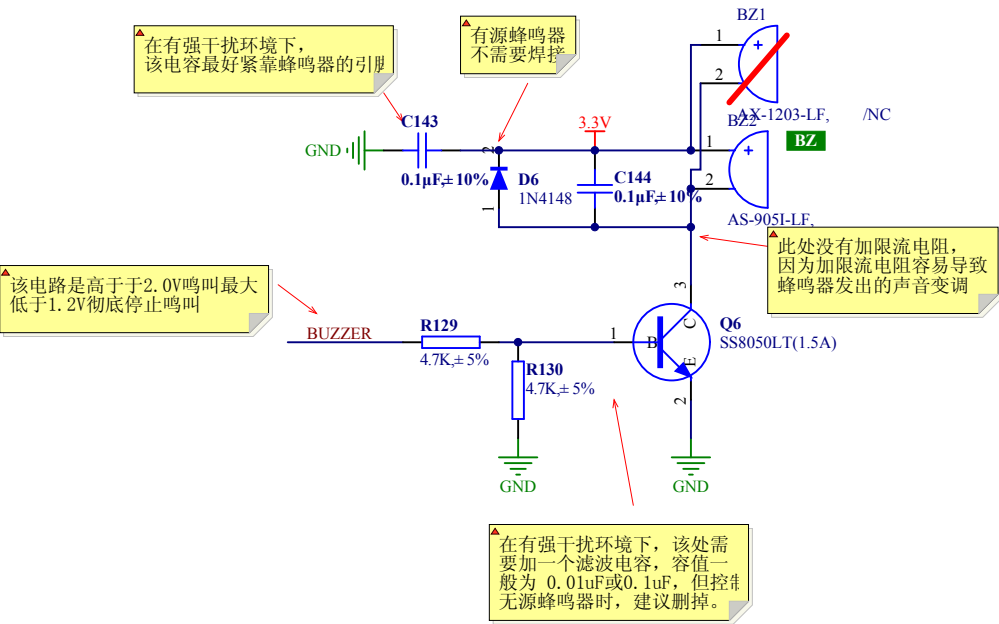 BZ1
在有强干扰环境下，
该电容最好紧靠蜂鸣器的引脚
有源蜂鸣器
不需要焊接
1
+
2
AX-1203-LF,
/NC
C143
GND
0.1μF,±10%
2
D6
1N4148
1
3.3V
C144
0.1μF,±10%
BZ2
BZ
1
+
2
AS-905I-LF,
此处没有加限流电阻，
因为加限流电阻容易导致
蜂鸣器发出的声音变调
该电路是高于于2.0V鸣叫最大
低于1.2V彻底停止鸣叫
BUZZER
R129
4.7K,±5%
R130
4.7K,±5%
GND
1
B
C
E
3
2
Q6
SS8050LT(1.5A)
GND
在有强干扰环境下，该处需
要加一个滤波电容，容值一
般为 0.01uF或0.1uF，但控制
无源蜂鸣器时，建议删掉。